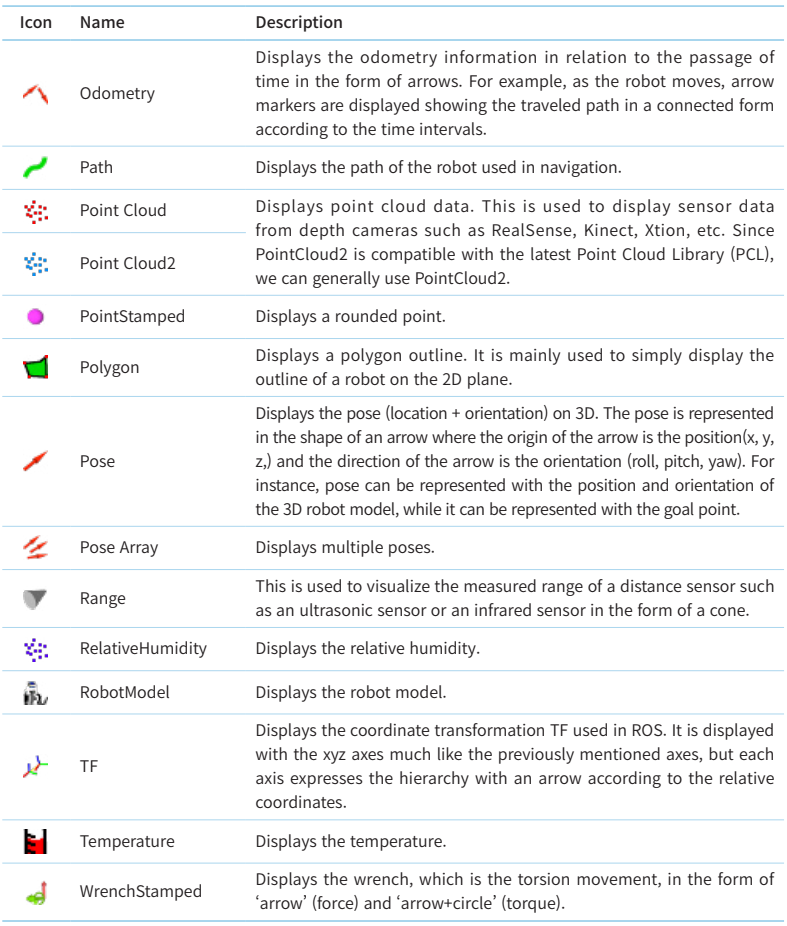 Icon Name Description
Displays the odometry information in relation to the passage of
time in the form of arrows. For example, as the robot moves, arrow
Odometry
markers are displayed showing the traveled path in a connected form
according to the time intervals.
Path Displays the path of the robot used in navigation.
Point Cloud Displays point cloud data. This is used to display sensor data
from depth cameras such as RealSense, Kinect, Xtion, etc. Since
Point Cloud2 PointCloud2 is compatible with the latest Point Cloud Library (PCL),
we can generally use PointCloud2.
PointStamped Displays a rounded point.
Polygon Displays a polygon outline. It is mainly used to simply display the
outline of a robot on the 2D plane.
Displays the pose (location + orientation) on 3D. The pose is represented
in the shape of an arrow where the origin of the arrow is the position(x, y,
Pose z,) and the direction of the arrow is the orientation (roll, pitch, yaw). For
instance, pose can be represented with the position and orientation of
the 3D robot model, while it can be represented with the goal point.
Pose Array Displays multiple poses.
Range This is used to visualize the measured range of a distance sensor such
as an ultrasonic sensor or an infrared sensor in the form of a cone.
RelativeHumidity Displays the relative humidity.
RobotModel Displays the robot model.
Displays the coordinate transformation TF used in ROS. It is displayed
with the xyz axes much like the previously mentioned axes, but each
TF
axis expresses the hierarchy with an arrow according to the relative
coordinates.
Temperature Displays the temperature.
WrenchStamped Displays the wrench, which is the torsion movement, in the form of
‘arrow’ (force) and ‘arrow+circle’ (torque).